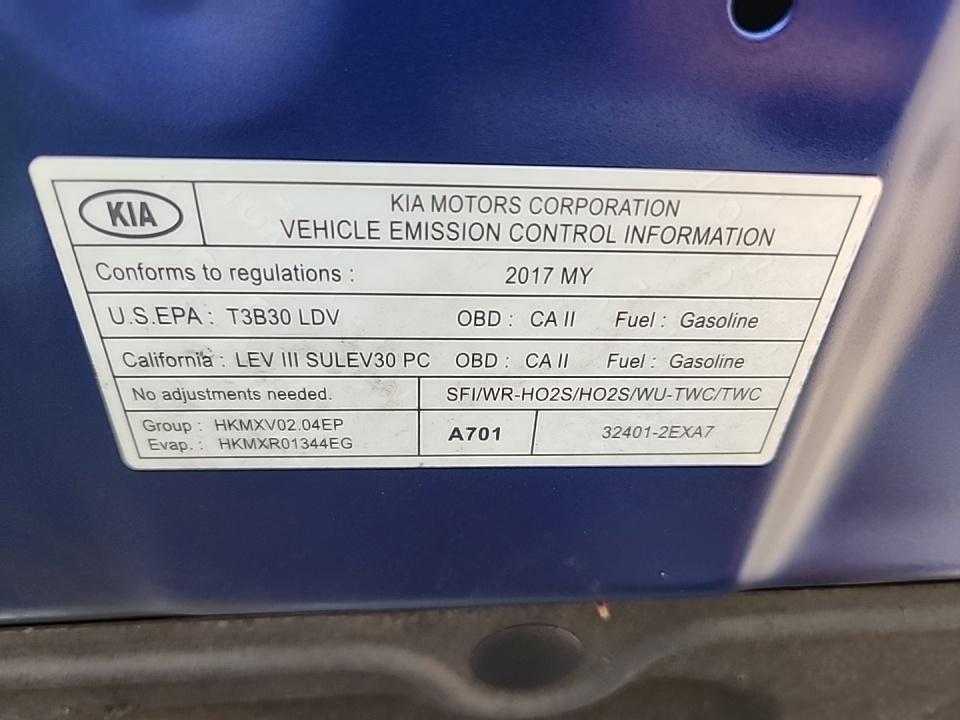 KIA
KIA MOTORS CORPORATION
VEHICLE EMISSION CONTROL INFORMATION
Conforms to regulations : 2017 MY
U.S.EPA : T3B30 LDV OBD : CA II Fuel : Gasoline
California : LEV III SULEV30 PC OBD : CA II Fuel : Gasoline
No adjustments needed. SFI/WR-HO2S/HO2S/WU-TWC/TWC
Group : HKMXV02.04EP
Evap. : HKMXR01344EG
A701 32401-2EXA7